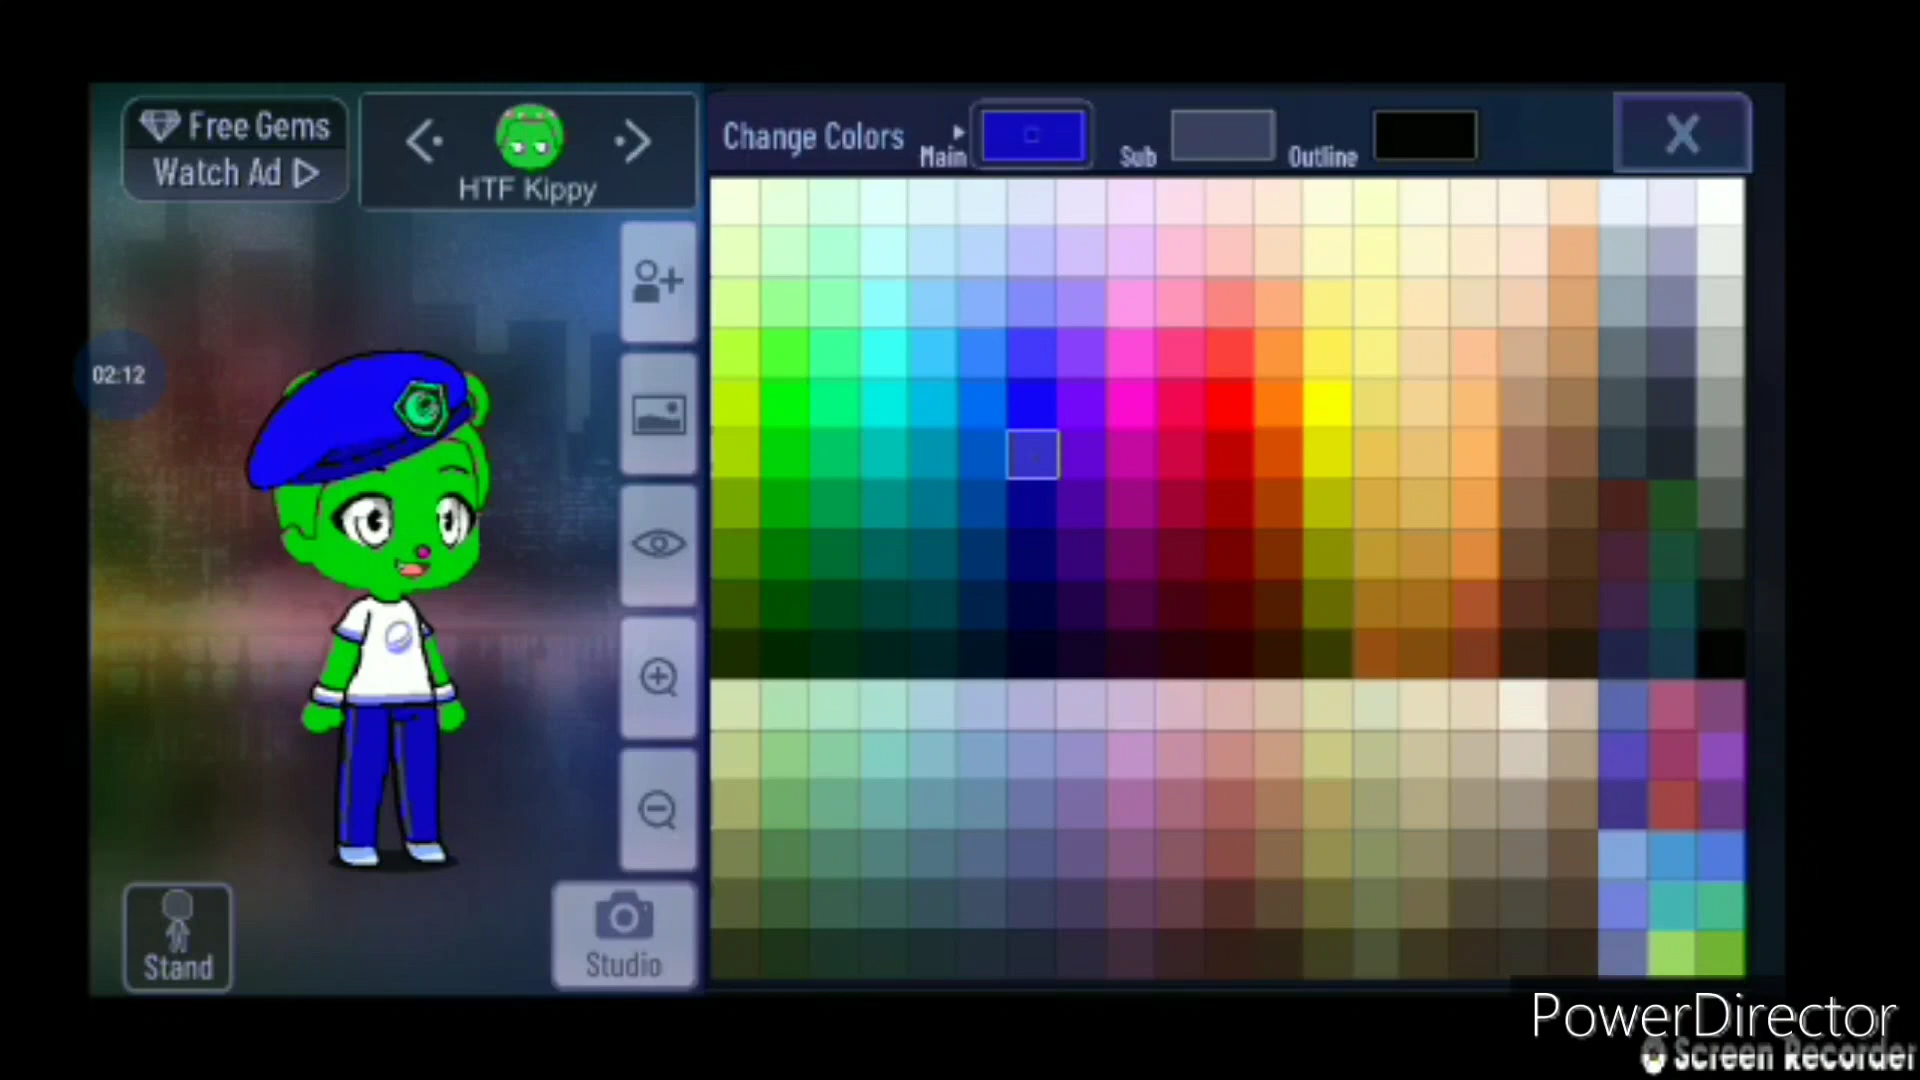 Free Gems
Watch Ad
HTF Kippy
Change Colors
Main
Sub
Outline
X
02:12
Stand
Studio
PowerDirector
Screen Recorder